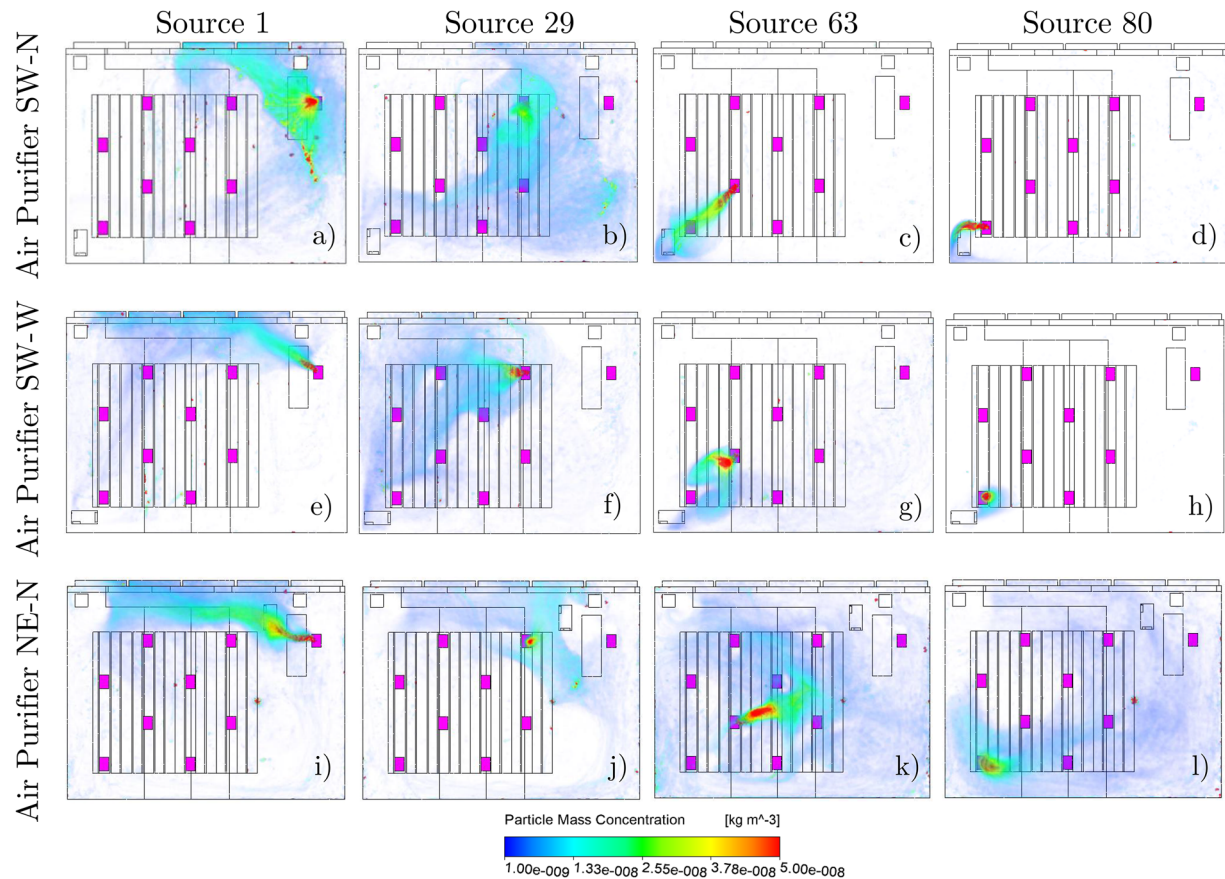 Source 1 Source 29 Source 63 Source 80
Air Purifier SW-N
a) b) c) d)
Air Purifier SW-W
e) f) g) h)
Air Purifier NE-N
i) j) k) l)
Particle Mass Concentration [kg m^-3]
1.00e-009 1.33e-008 2.55e-008 3.78e-008 5.00e-008